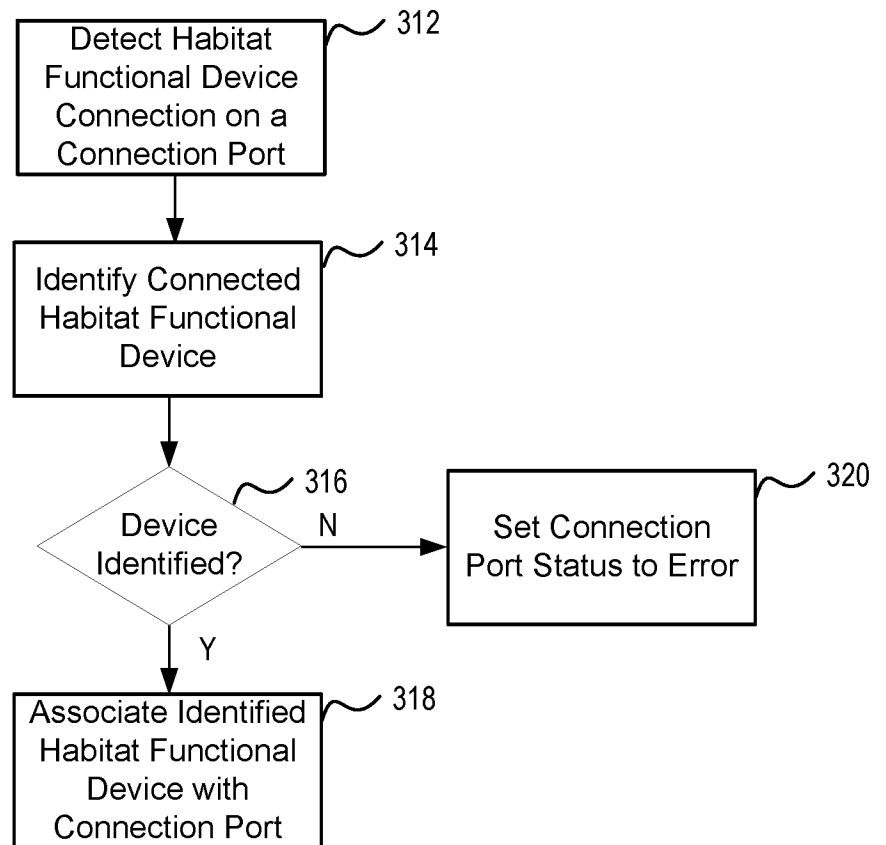 312
Detect Habitat
Functional Device
Connection on a
Connection Port
314
Identify Connected
Habitat Functional
Device
316
Device
Identified?
N
320
Set Connection
Port Status to Error
Y
318
Associate Identified
Habitat Functional
Device with
Connection Port